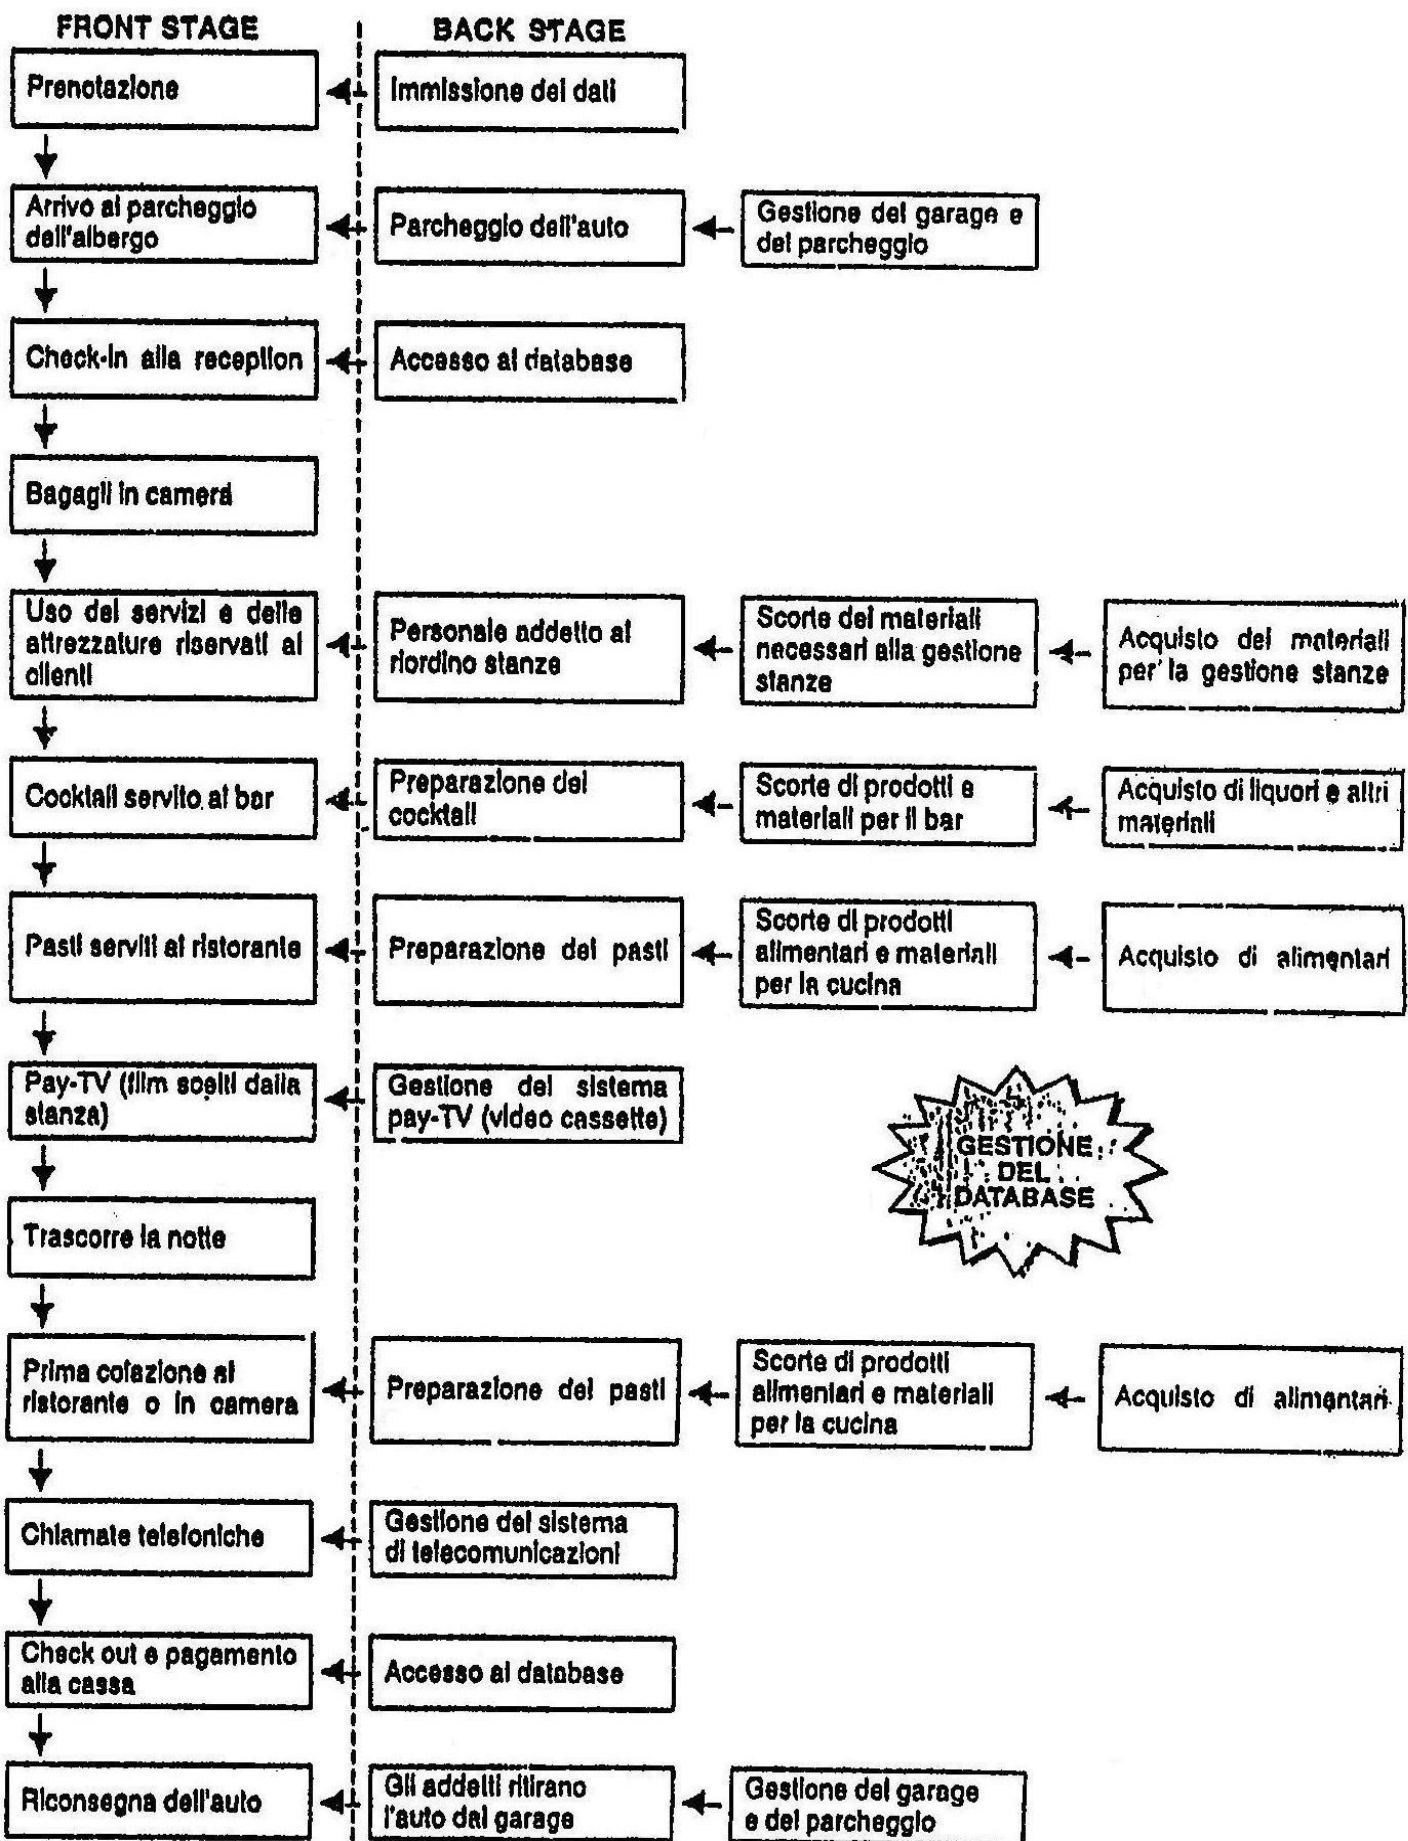 FRONT STAGE
BACK STAGE
Prenotazione
Immissione dei dati
Arrivo al parcheggio
dell'albergo
Parcheggio dell'auto
Gestione del garage e
del parcheggio
Check-in alla reception
Accesso al database
Bagagli in camera
Uso dei servizi e delle
attrezzature riservati ai
clienti
Personale addetto al
riordino stanze
Scorte dei materiali
necessari alla gestione
stanze
Acquisto dei materiali
per la gestione stanze
Cocktail servito al bar
Preparazione dei
cocktail
Scorte di prodotti e
materiali per il bar
Acquisto di liquori e altri
materiali
Pasti serviti al ristorante
Preparazione dei pasti
Scorte di prodotti
alimentari e materiali
per la cucina
Acquisto di alimentari
Pay-TV (film scelti dalla
stanza)
Gestione del sistema
pay-TV (video cassette)
GESTIONE
DEL
DATABASE
Trascorre la notte
Prima colazione al
ristorante o in camera
Preparazione dei pasti
Scorte di prodotti
alimentari e materiali
per la cucina
Acquisto di alimentari
Chiamate telefoniche
Gestione del sistema
di telecomunicazioni
Check out e pagamento
alla cassa
Accesso al database
Riconsegna dell'auto
Gli addetti ritirano
l'auto dal garage
Gestione del garage
e del parcheggio